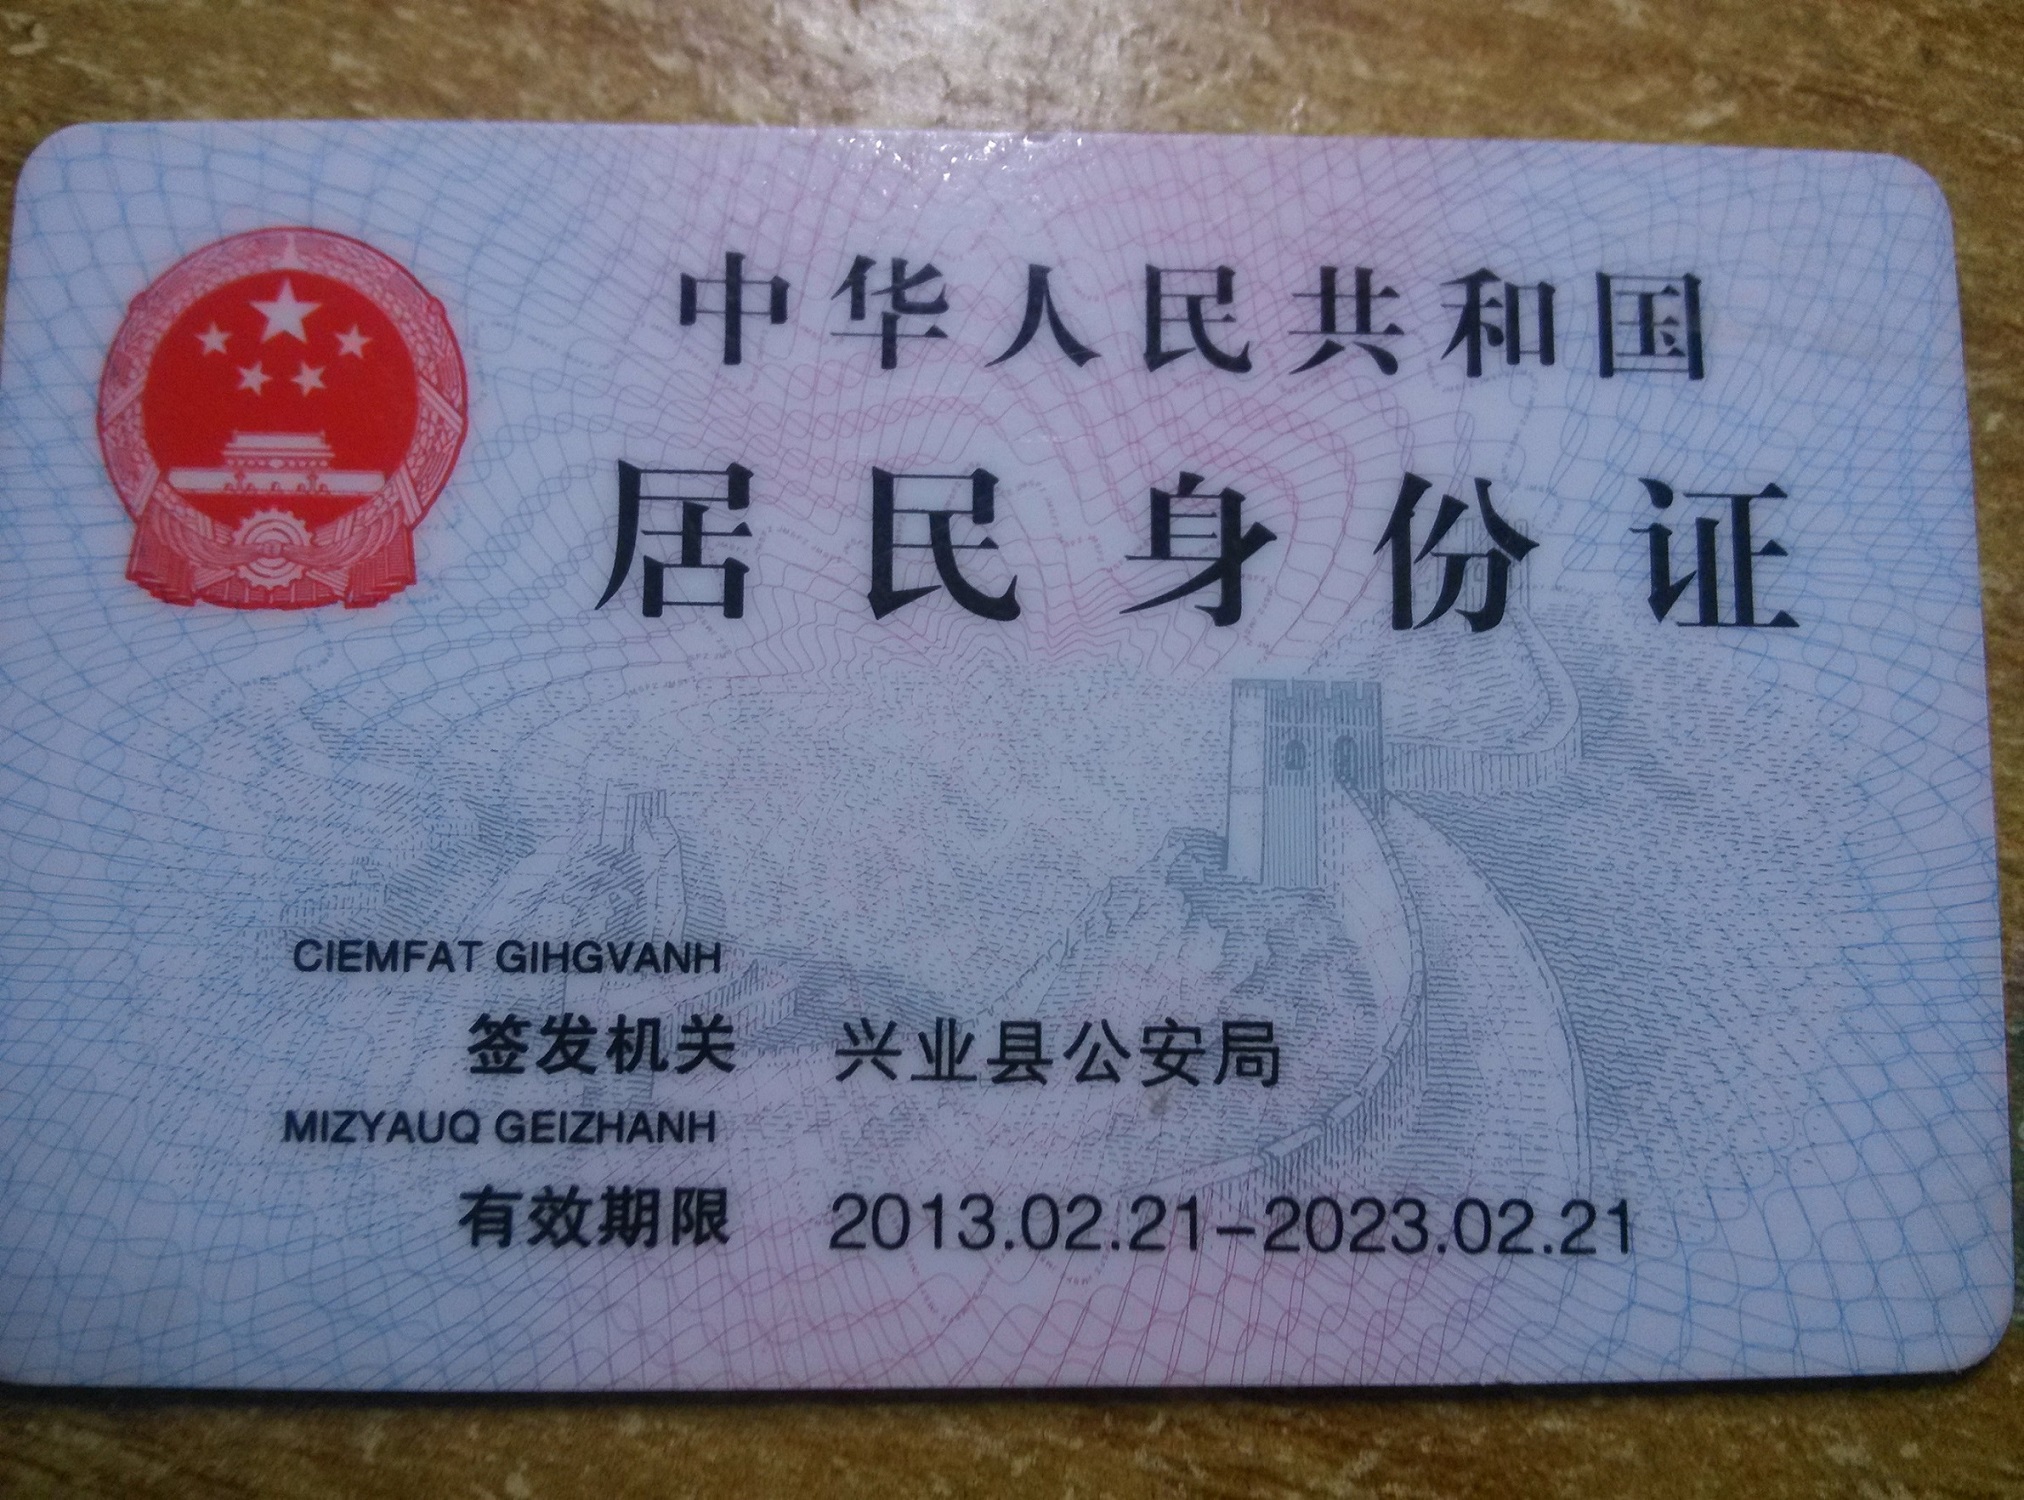 中华人民共和国
居民身份证
CIEMFAT GIHGVANH
签发机关 兴业县公安局
MIZYAUQ GEIZHANH
有效期限 2013.02.21-2023.02.21